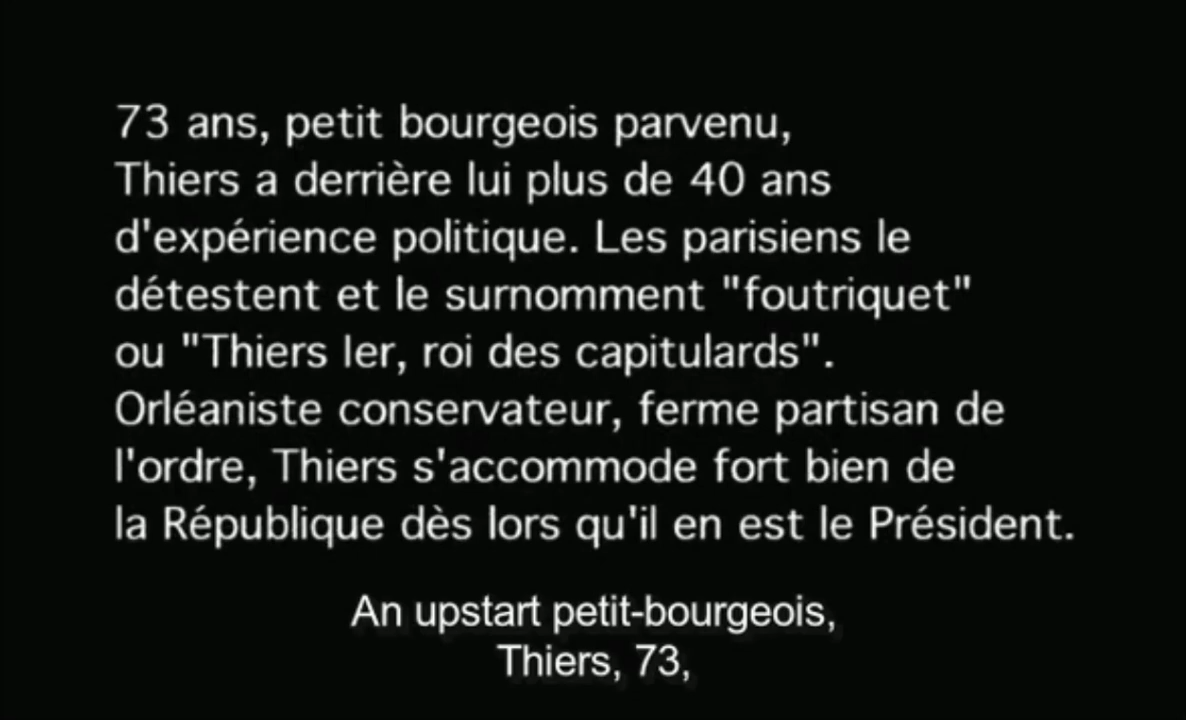 73 ans, petit bourgeois parvenu,
Thiers a derrière lui plus de 40 ans
d'expérience politique. Les parisiens le
détestent et le surnomment "foutriquet"
ou "Thiers Ier, roi des capitulards".
Orléaniste conservateur, ferme partisan de
l'ordre, Thiers s'accommode fort bien de
la République dès lors qu'il en est le Président.
An upstart petit-bourgeois,
Thiers, 73,